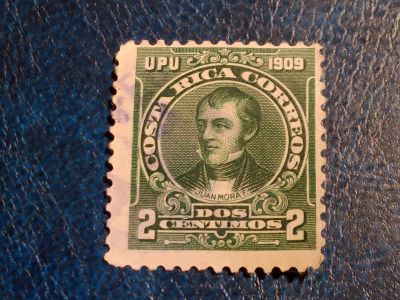 UPU 1909
COSTA RICA CORREOS
JUAN MORA F.
2 DOS 2
CENTIMOS